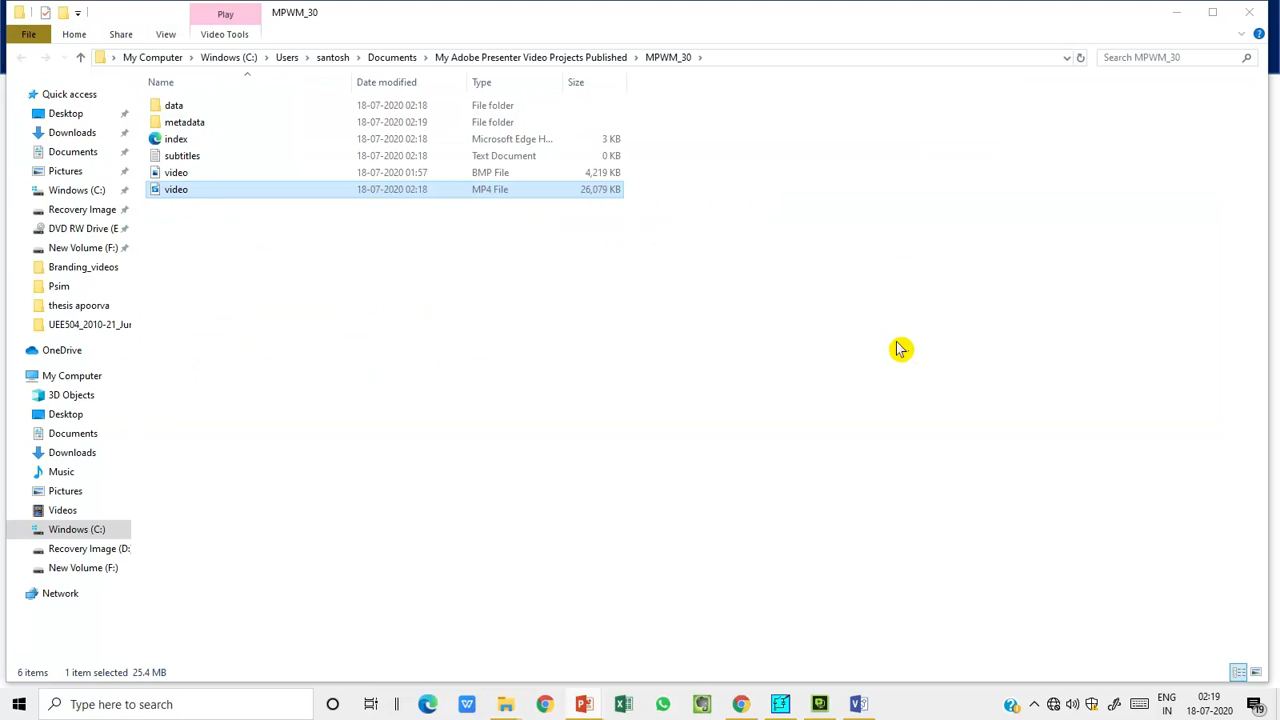 Play MPWM_30
File Home Share View Video Tools
My Computer Windows (C:) Users santosh Documents My Adobe Presenter Video Projects Published MPWM_30 Search MPWM_30
Name Date modified Type Size
Quick access
Desktop
Downloads
Documents
Pictures
Windows (C:)
Recovery Image
DVD RW Drive (E
New Volume (F:)
Branding_videos
Psim
thesis apoorva
UEE504_2010-21_Jur
OneDrive
My Computer
3D Objects
Desktop
Documents
Downloads
Music
Pictures
Videos
Windows (C:)
Recovery Image (D:
New Volume (F:)
Network
data 18-07-2020 02:18 File folder
metadata 18-07-2020 02:19 File folder
index 18-07-2020 02:18 Microsoft Edge H... 3 KB
subtitles 18-07-2020 02:18 Text Document 0 KB
video 18-07-2020 01:57 BMP File 4,219 KB
video 18-07-2020 02:18 MP4 File 26,079 KB
6 items 1 item selected 25.4 MB
Type here to search
ENG
IN
02:19
18-07-2020
19